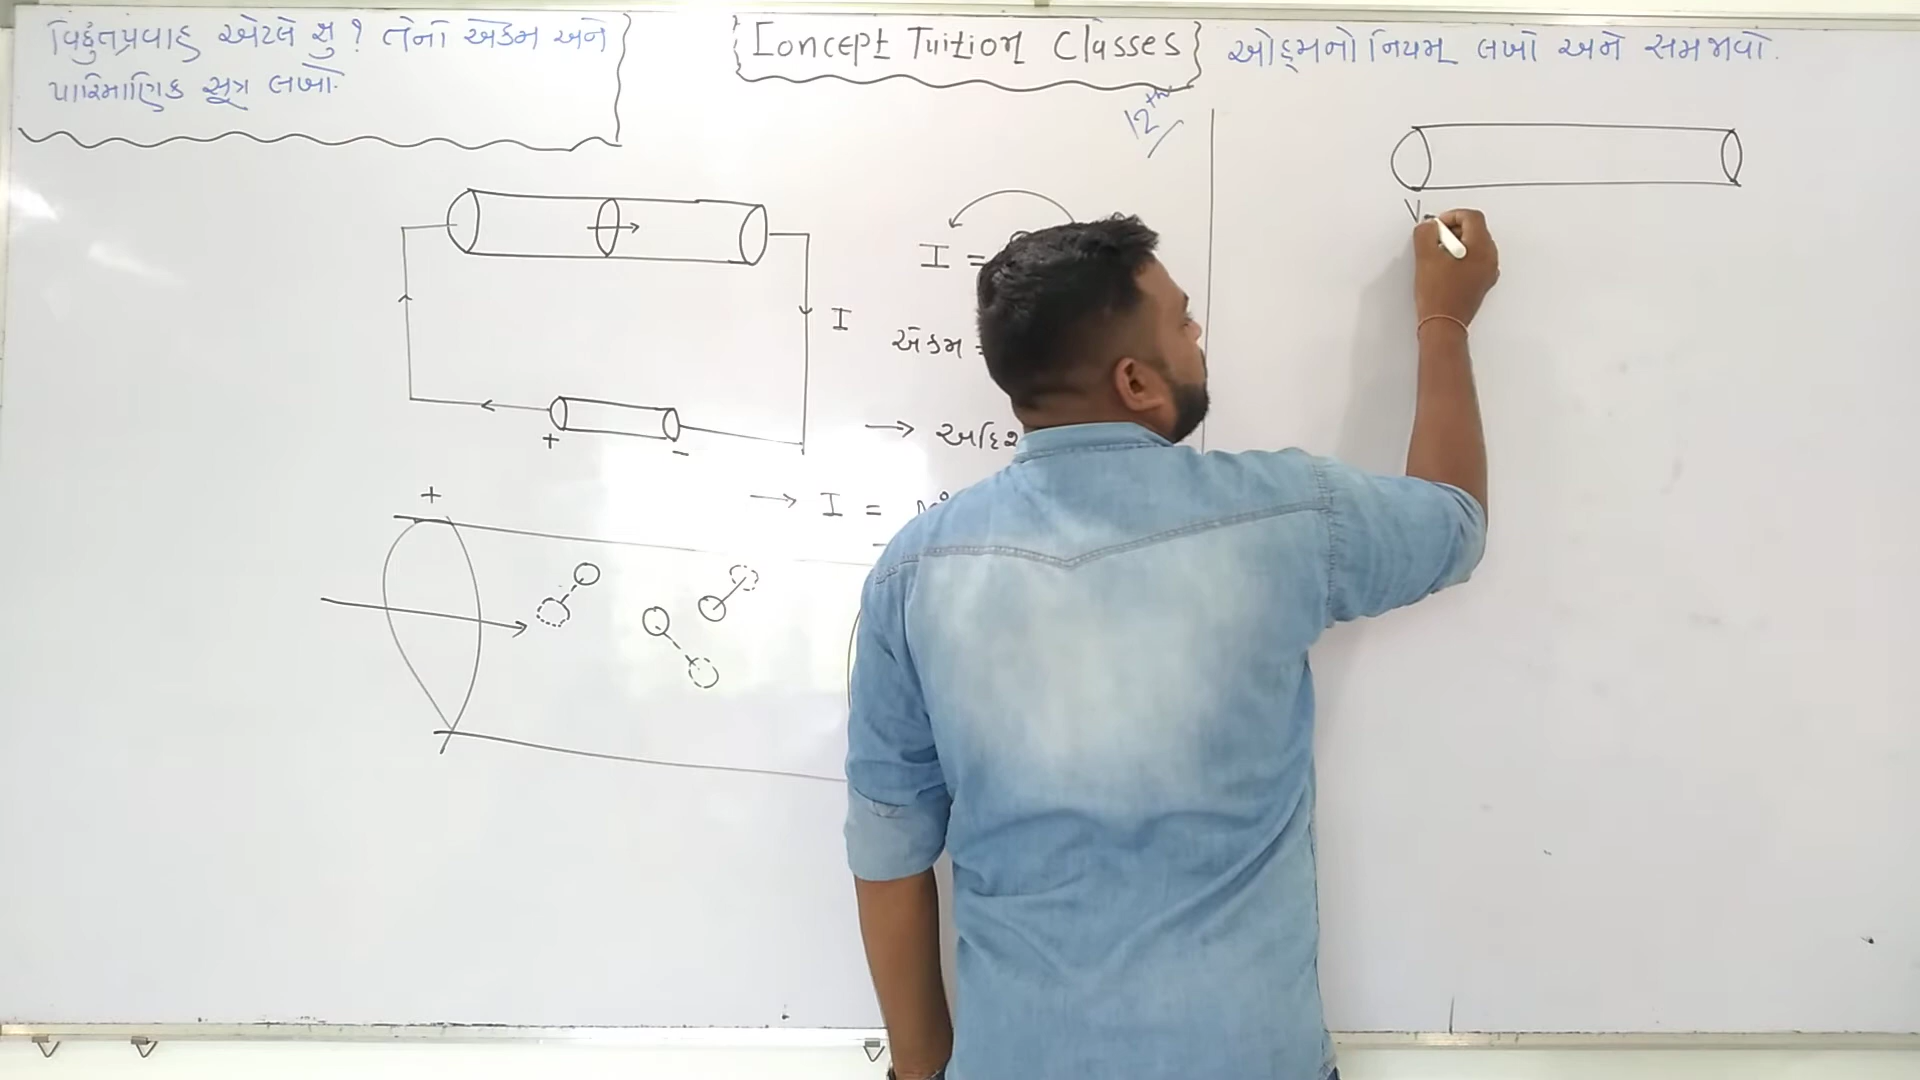 વિદ્યુતપ્રવાહ એટલે શુ ? તેનો એકમ અને
પારિમાણિક સૂત્ર લખો.
Concept Tuition Classes
12th
ઓહ્મનો નિયમ લખો અને સમજાવો.
I =
I
એકમ =
+
-
→ અદિશ
→ I =
+
V